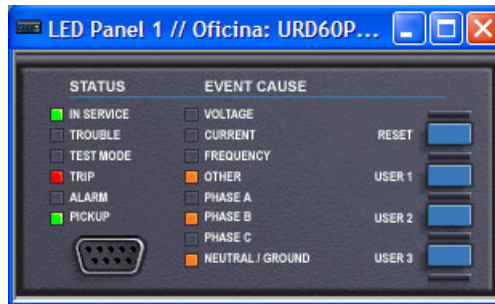 LED Panel 1 // Oficina: URD60P...
STATUS
EVENT CAUSE
IN SERVICE
TROUBLE
TEST MODE
TRIP
ALARM
PICKUP
VOLTAGE
CURRENT
FREQUENCY
OTHER
PHASE A
PHASE B
PHASE C
NEUTRAL / GROUND
RESET
USER 1
USER 2
USER 3